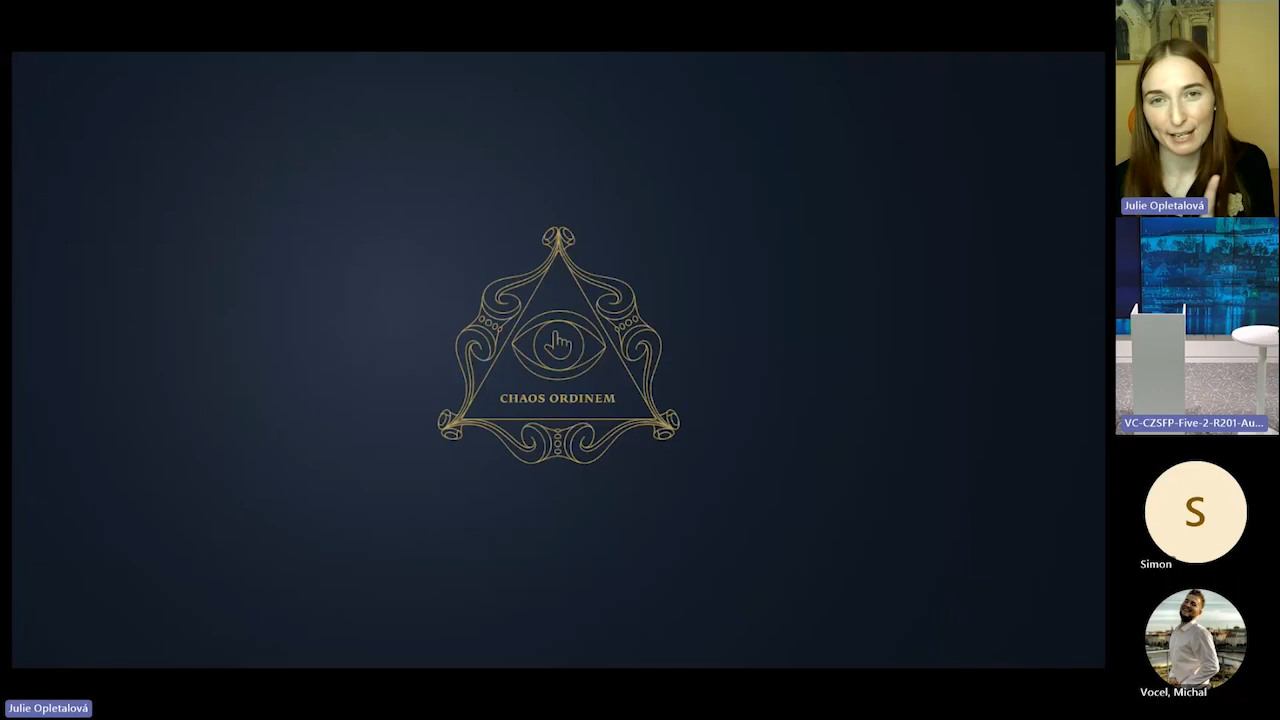 CHAOS ORDINEM
Julie Opletalová
VC-CZSFP-Five-2-R201-Au...
S
Simon
Vocel, Michal
Julie Opletalová